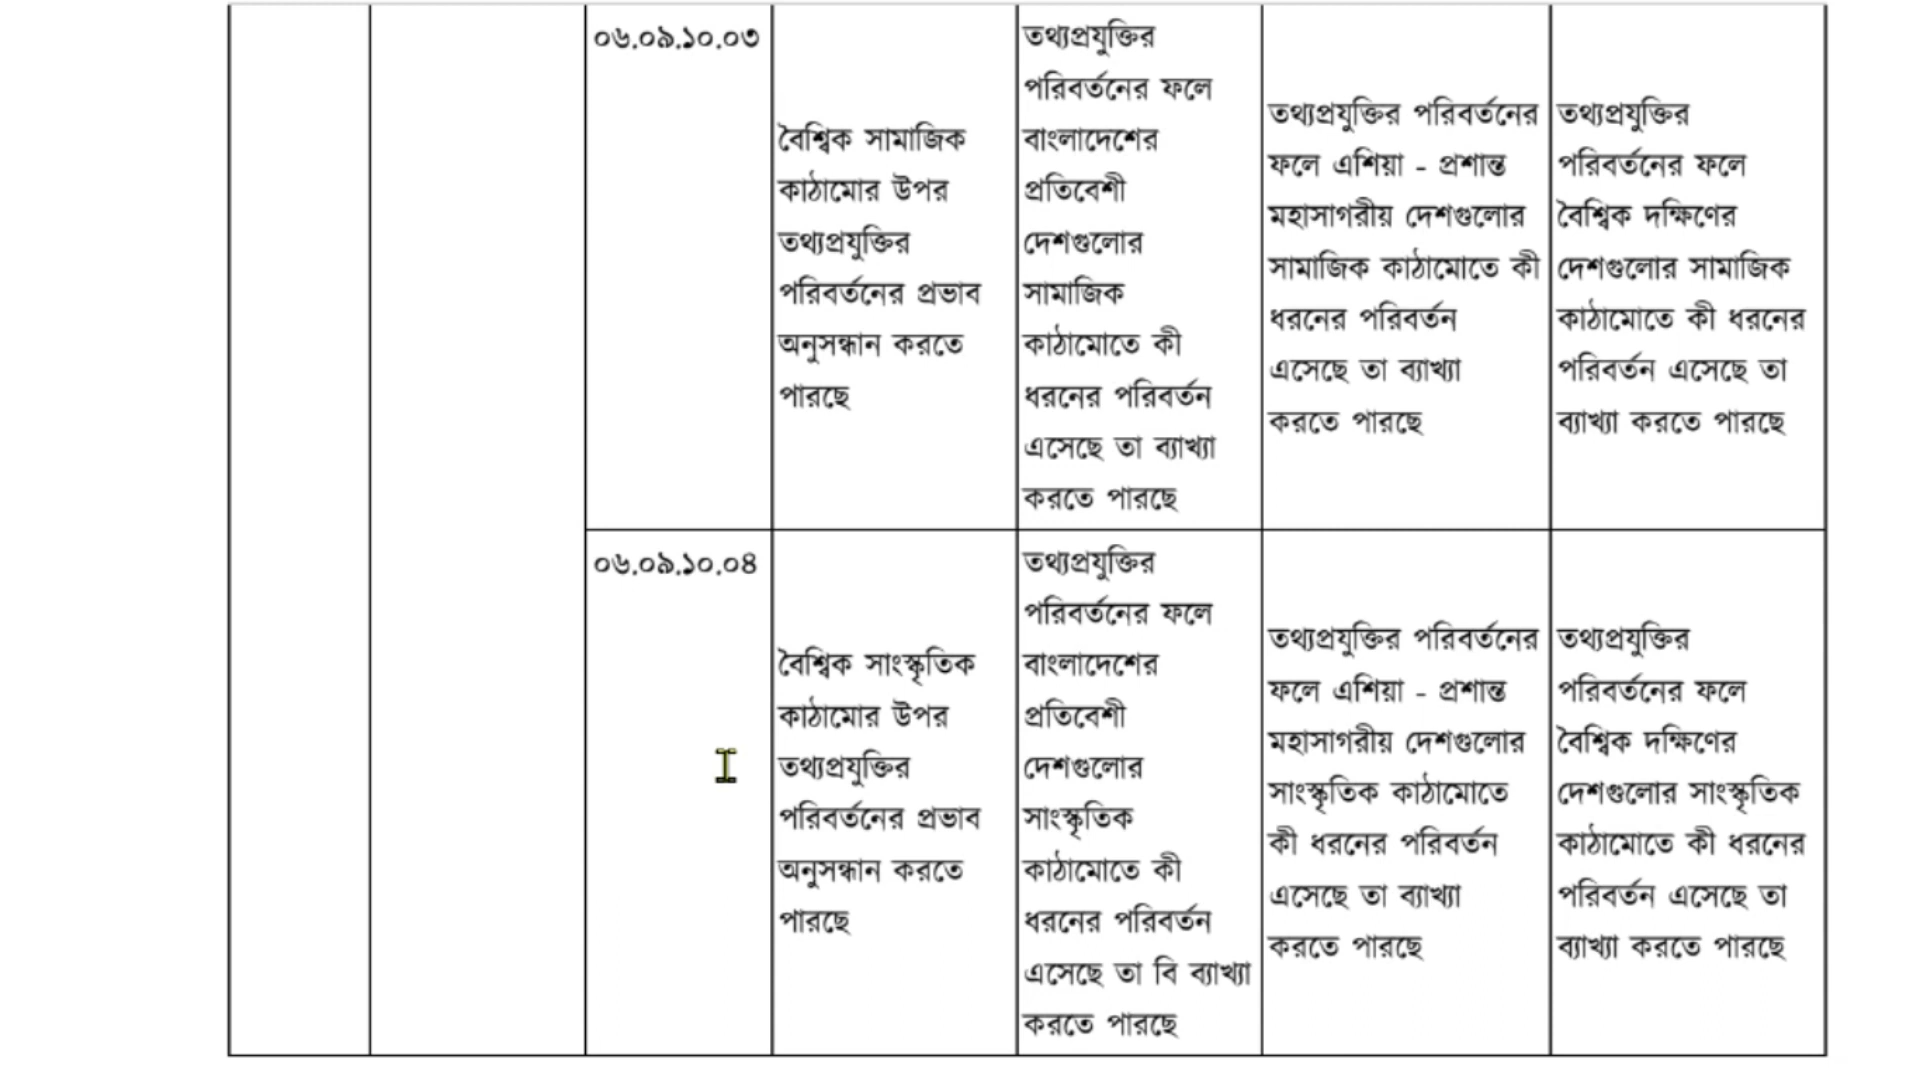 ০৬.০৯.১০.০৩
বৈশ্বিক সামাজিক
কাঠামোর উপর
তথ্যপ্রযুক্তির
পরিবর্তনের প্রভাব
অনুসন্ধান করতে
পারছে
তথ্যপ্রযুক্তির
পরিবর্তনের ফলে
বাংলাদেশের
প্রতিবেশী
দেশগুলোর
সামাজিক
কাঠামোতে কী
ধরনের পরিবর্তন
এসেছে তা ব্যাখ্যা
করতে পারছে
তথ্যপ্রযুক্তির পরিবর্তনের
ফলে এশিয়া - প্রশান্ত
মহাসাগরীয় দেশগুলোর
সামাজিক কাঠামোতে কী
ধরনের পরিবর্তন
এসেছে তা ব্যাখ্যা
করতে পারছে
তথ্যপ্রযুক্তির
পরিবর্তনের ফলে
বৈশ্বিক দক্ষিণের
দেশগুলোর সামাজিক
কাঠামোতে কী ধরনের
পরিবর্তন এসেছে তা
ব্যাখ্যা করতে পারছে
০৬.০৯.১০.০৪
বৈশ্বিক সাংস্কৃতিক
কাঠামোর উপর
তথ্যপ্রযুক্তির
পরিবর্তনের প্রভাব
অনুসন্ধান করতে
পারছে
তথ্যপ্রযুক্তির
পরিবর্তনের ফলে
বাংলাদেশের
প্রতিবেশী
দেশগুলোর
সাংস্কৃতিক
কাঠামোতে কী
ধরনের পরিবর্তন
এসেছে তা বি ব্যাখ্যা
করতে পারছে
তথ্যপ্রযুক্তির পরিবর্তনের
ফলে এশিয়া - প্রশান্ত
মহাসাগরীয় দেশগুলোর
সাংস্কৃতিক কাঠামোতে
কী ধরনের পরিবর্তন
এসেছে তা ব্যাখ্যা
করতে পারছে
তথ্যপ্রযুক্তির
পরিবর্তনের ফলে
বৈশ্বিক দক্ষিণের
দেশগুলোর সাংস্কৃতিক
কাঠামোতে কী ধরনের
পরিবর্তন এসেছে তা
ব্যাখ্যা করতে পারছে